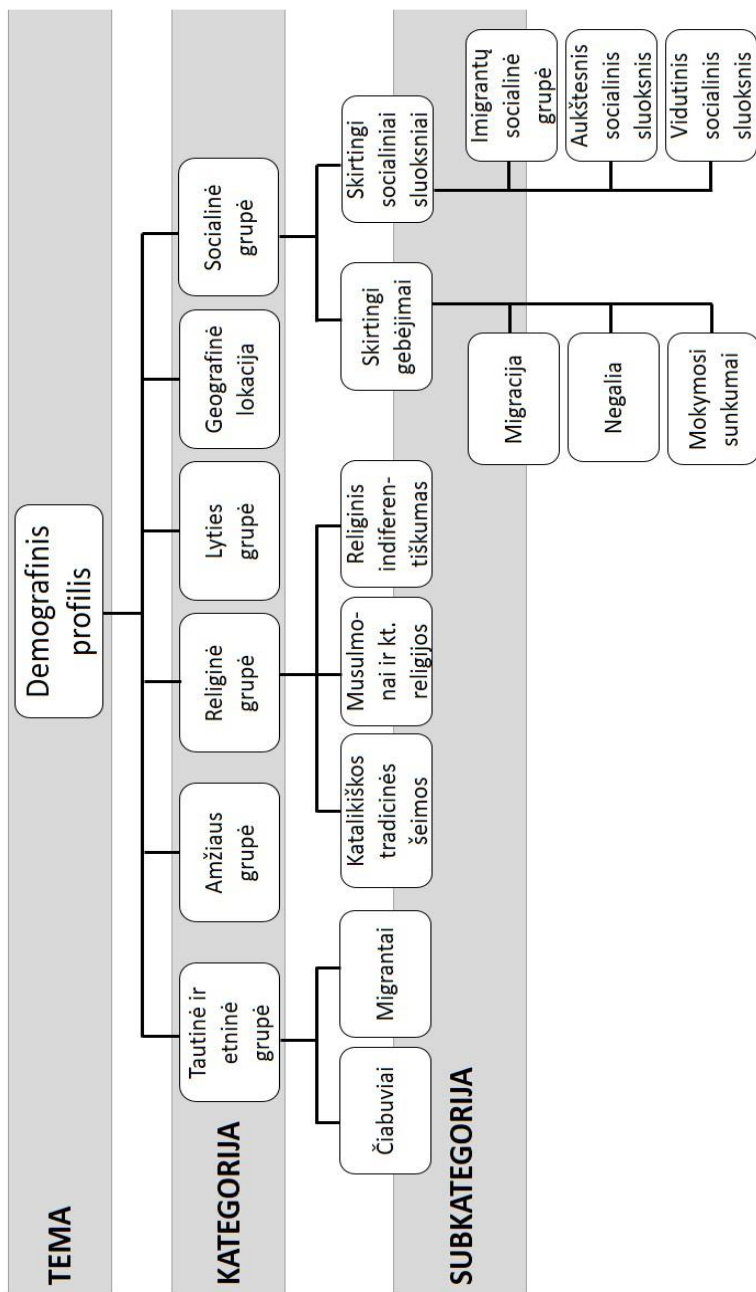 TEMA
Demografinis
profilis
KATEGORIJA
Tautinė ir
etninė
grupė
Amžiaus
grupė
Religinė
grupė
Lyties
grupė
Geografinė
lokacija
Socialinė
grupė
SUBKATEGORIJA
Čiabuviai
Migrantai
Katalikiškos
tradicinės
šeimos
Musulmo-
nai ir kt.
religijos
Religinis
indiferen-
tiškumas
Skirtingi
gebėjimai
Skirtingi
socialiniai
sluoksniai
Migracija
Negalia
Mokymosi
sunkumai
Imigrantų
socialinė
grupė
Aukštesnis
socialinis
sluoksnis
Vidutinis
socialinis
sluoksnis